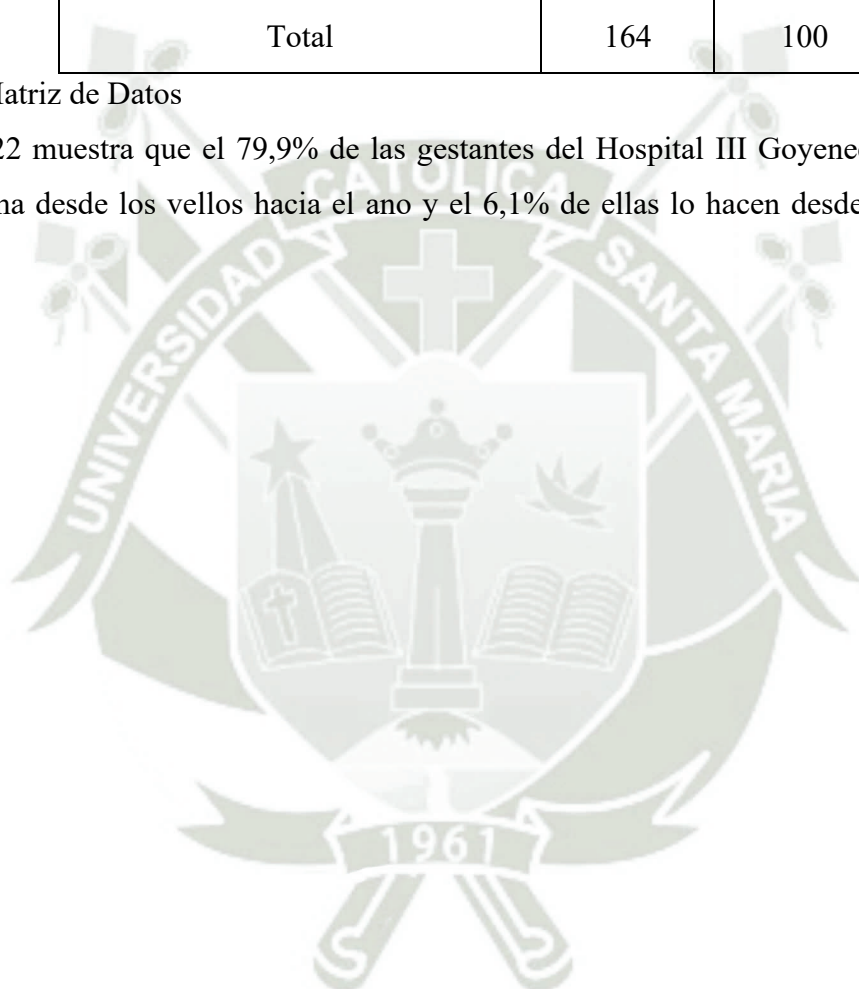 Total 164 100
Matriz de Datos
22 muestra que el 79,9% de las gestantes del Hospital III Goyene
desde los vellos hacia el ano y el 6,1% de ellas lo hacen desde
CATOLICA
UNIVERSIDAD
SANTA MARIA
1961